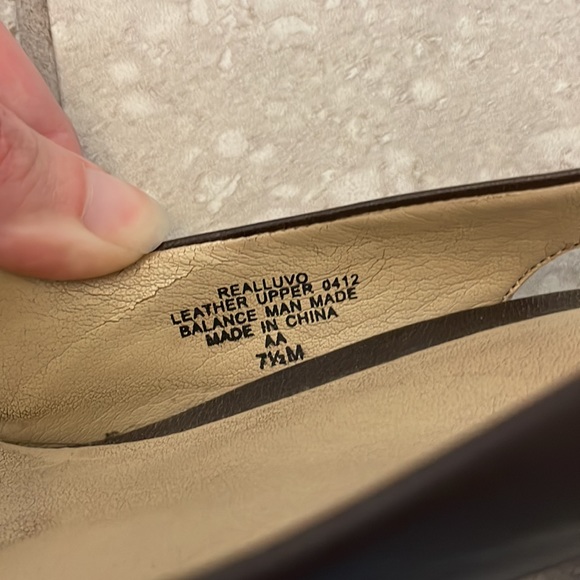 REALLUVO
LEATHER UPPER 0412
BALANCE MAN MADE
MADE IN CHINA
AA
7½M